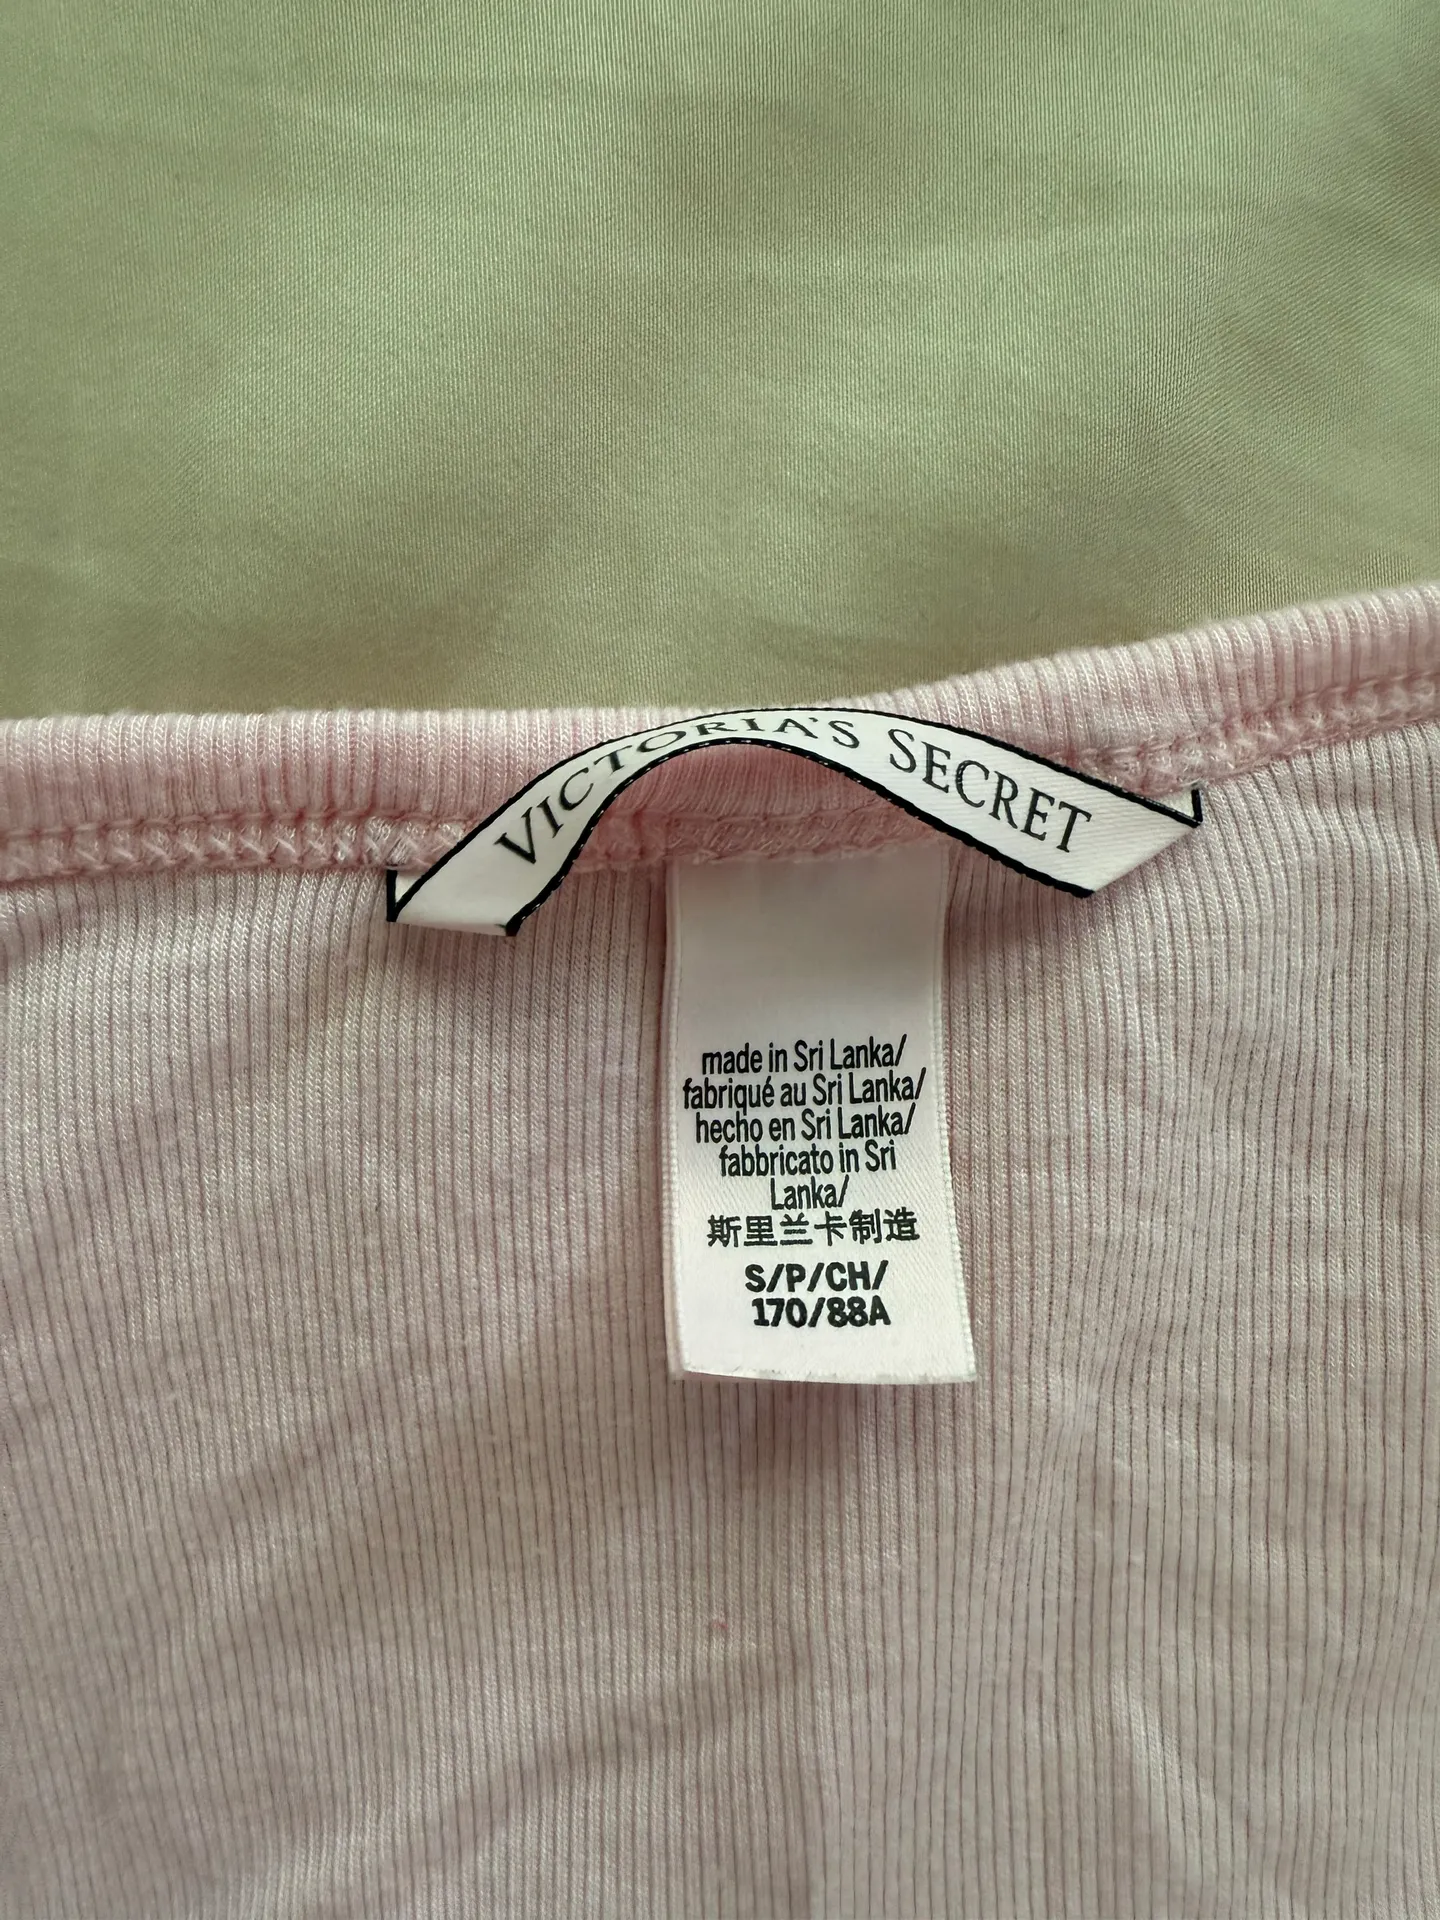 VICTORIA'S SECRET
made in Sri Lanka/
fabriqué au Sri Lanka/
hecho en Sri Lanka/
fabbricato in Sri
Lanka/
斯里兰卡制造
S/P/CH/
170/88A